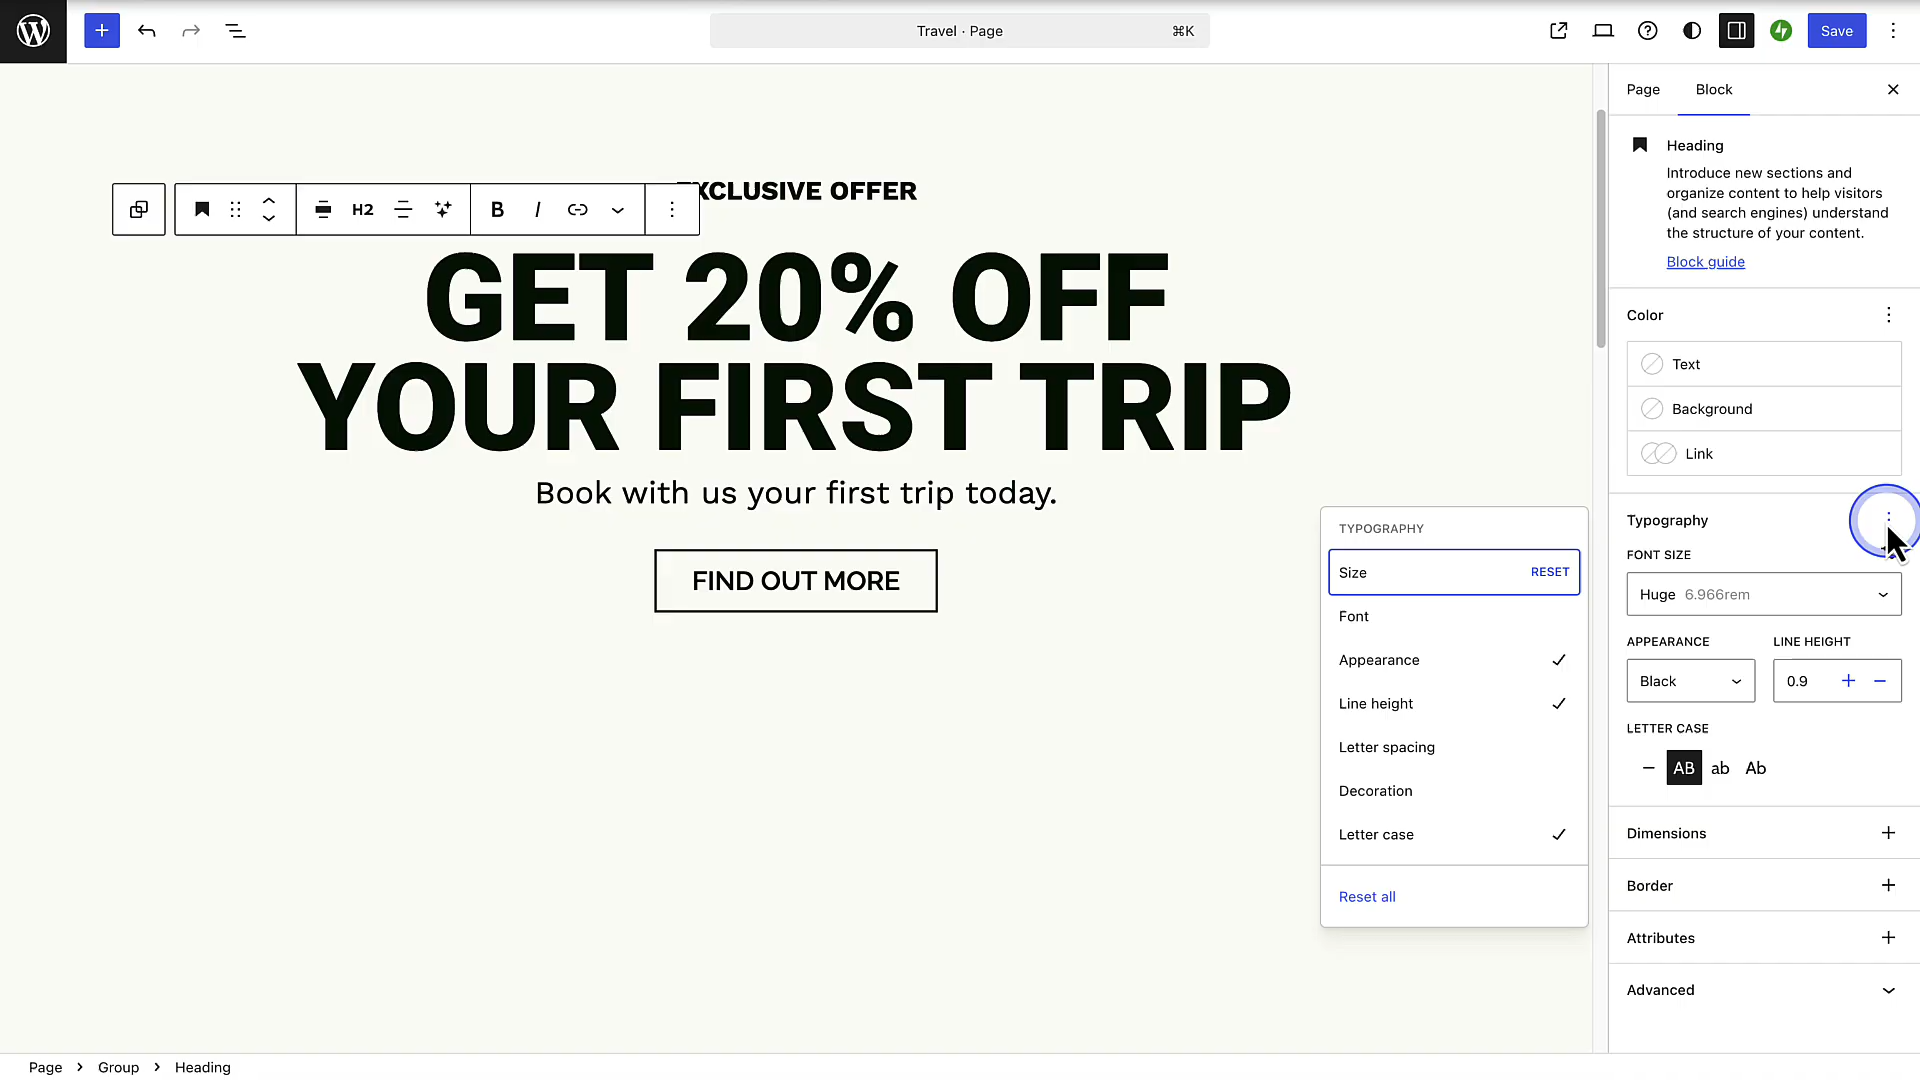 Travel · Page
⌘K
Save
H2
B
I
EXCLUSIVE OFFER
GET 20% OFF
YOUR FIRST TRIP
Book with us your first trip today.
FIND OUT MORE
Page
Block
Heading
Introduce new sections and
organize content to help visitors
(and search engines) understand
the structure of your content.
Block guide
Color
Text
Background
Link
Typography
FONT SIZE
Huge 6.966rem
APPEARANCE
LINE HEIGHT
Black
0.9
LETTER CASE
AB
ab
Ab
Dimensions
Border
Attributes
Advanced
TYPOGRAPHY
Size
RESET
Font
Appearance
Line height
Letter spacing
Decoration
Letter case
Reset all
Page
Group
Heading